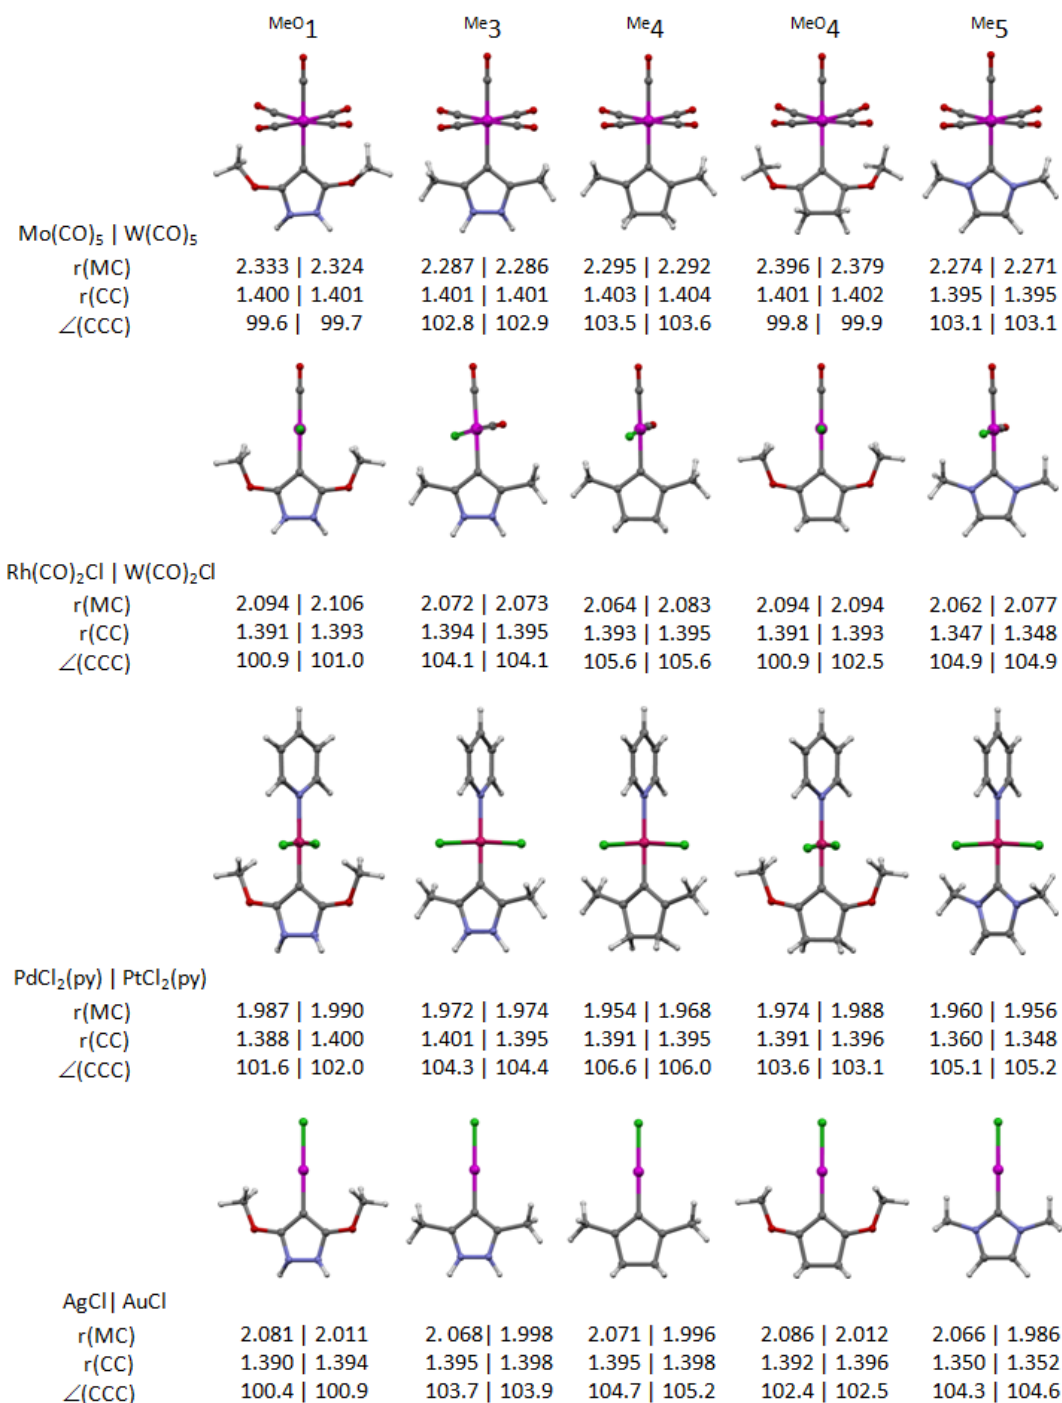 MeO1 Me3 Me4 MeO4 Me5
Mo(CO)5 | W(CO)5
r(MC) 2.333 | 2.324 2.287 | 2.286 2.295 | 2.292 2.396 | 2.379 2.274 | 2.271
r(CC) 1.400 | 1.401 1.401 | 1.401 1.403 | 1.404 1.401 | 1.402 1.395 | 1.395
∠(CCC) 99.6 | 99.7 102.8 | 102.9 103.5 | 103.6 99.8 | 99.9 103.1 | 103.1
Rh(CO)2Cl | W(CO)2Cl
r(MC) 2.094 | 2.106 2.072 | 2.073 2.064 | 2.083 2.094 | 2.094 2.062 | 2.077
r(CC) 1.391 | 1.393 1.394 | 1.395 1.393 | 1.395 1.391 | 1.393 1.347 | 1.348
∠(CCC) 100.9 | 101.0 104.1 | 104.1 105.6 | 105.6 100.9 | 102.5 104.9 | 104.9
PdCl2(py) | PtCl2(py)
r(MC) 1.987 | 1.990 1.972 | 1.974 1.954 | 1.968 1.974 | 1.988 1.960 | 1.956
r(CC) 1.388 | 1.400 1.401 | 1.395 1.391 | 1.395 1.391 | 1.396 1.360 | 1.348
∠(CCC) 101.6 | 102.0 104.3 | 104.4 106.6 | 106.0 103.6 | 103.1 105.1 | 105.2
AgCl| AuCl
r(MC) 2.081 | 2.011 2. 068| 1.998 2.071 | 1.996 2.086 | 2.012 2.066 | 1.986
r(CC) 1.390 | 1.394 1.395 | 1.398 1.395 | 1.398 1.392 | 1.396 1.350 | 1.352
∠(CCC) 100.4 | 100.9 103.7 | 103.9 104.7 | 105.2 102.4 | 102.5 104.3 | 104.6